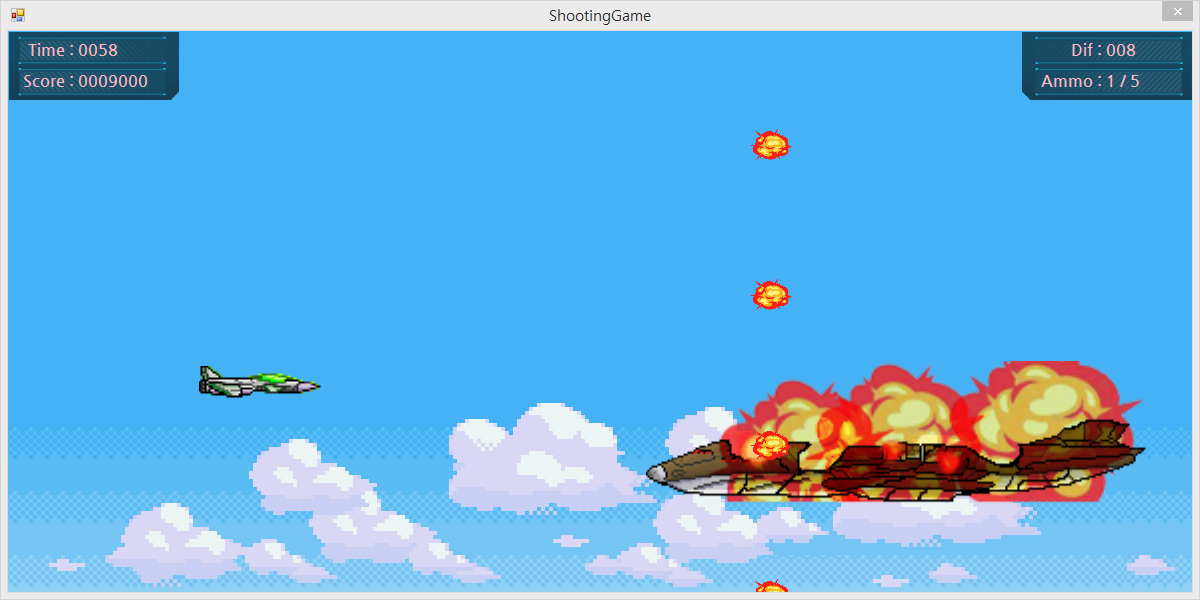 ShootingGame
Time : 0058
Score : 0009000
Dif : 008
Ammo : 1 / 5